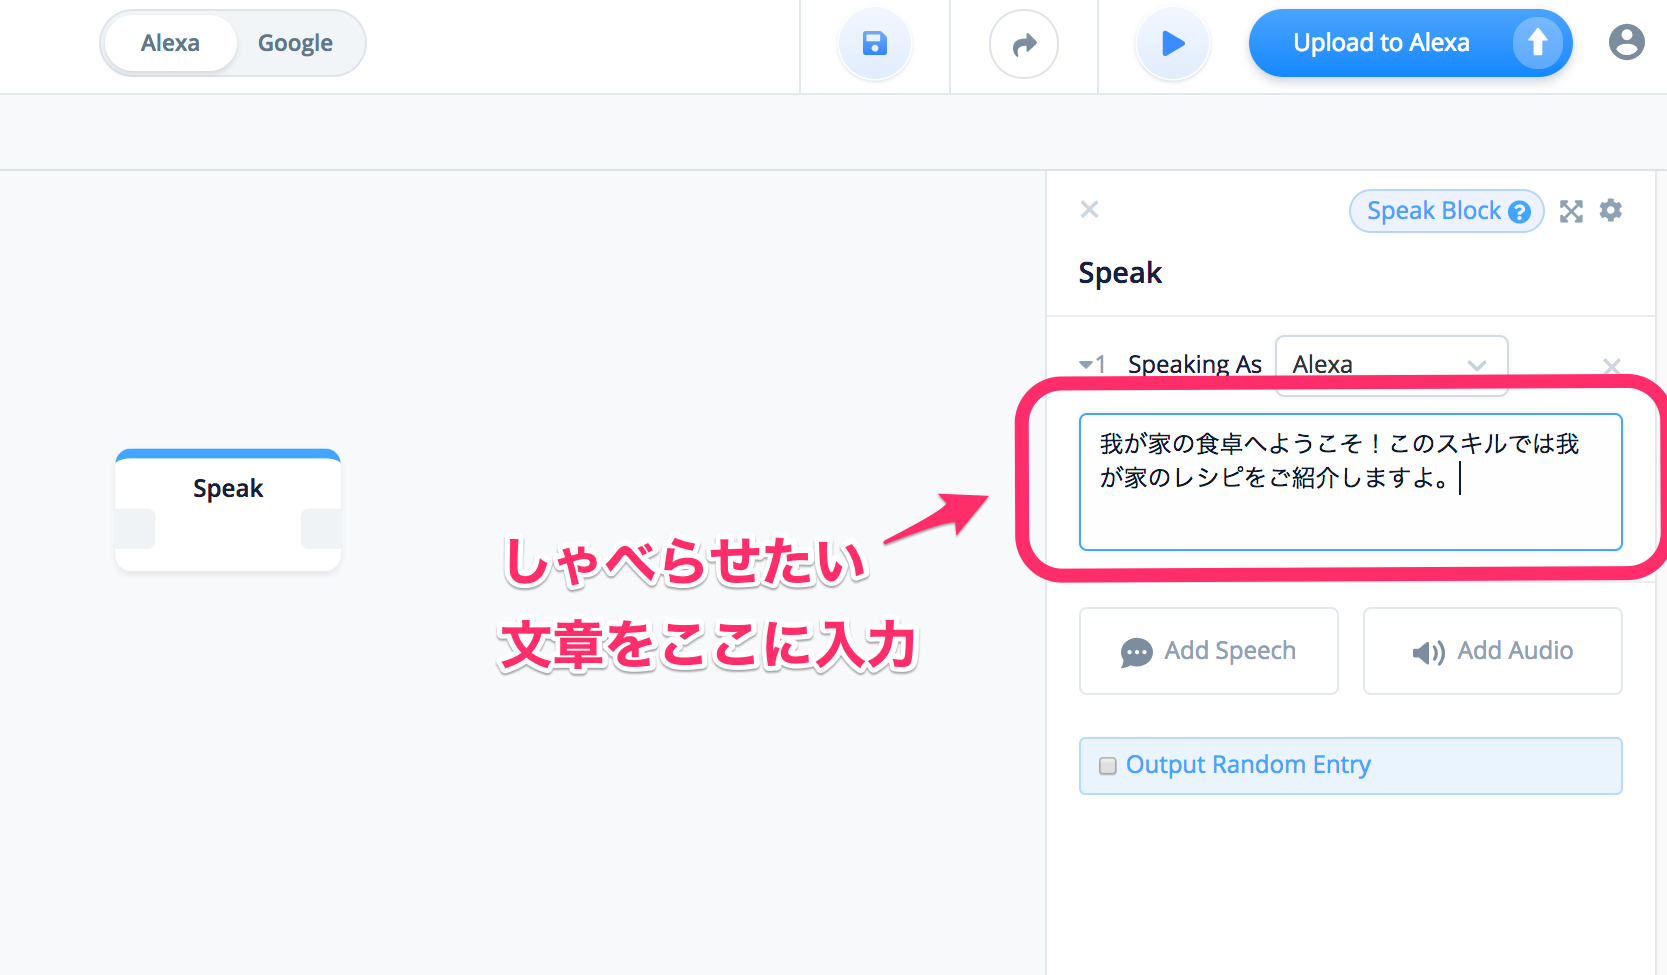 Alexa
Google
Upload to Alexa
Speak Block
Speak
1 Speaking As Alexa
我が家の食卓へようこそ！このスキルでは我
が家のレシピをご紹介しますよ。
Speak
しゃべらせたい
文章をここに入力
Add Speech
Add Audio
Output Random Entry